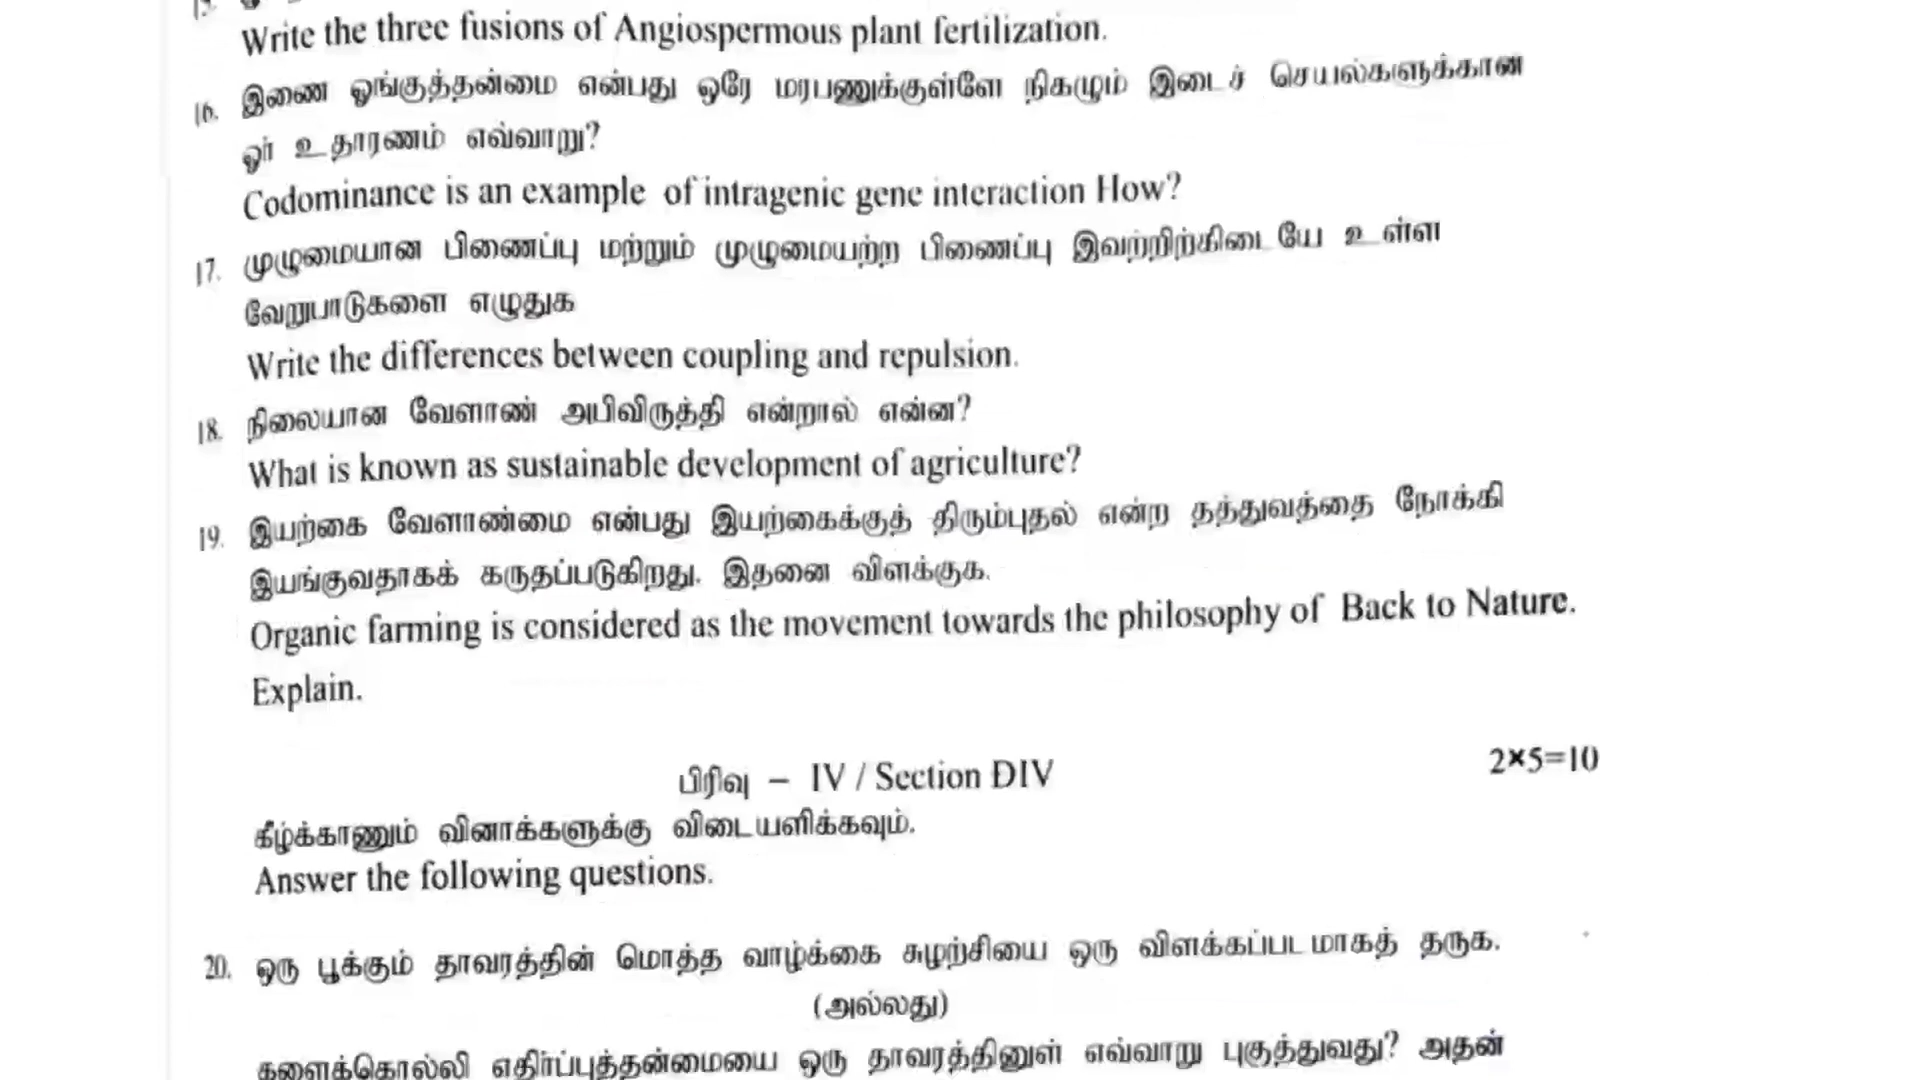 Write the three fusions of Angiospermous plant fertilization.
16. இணை ஓங்குத்தன்மை என்பது ஒரே மரபணுக்குள்ளே நிகழும் இடைச் செயல்களுக்கான
ஓர் உதாரணம் எவ்வாறு?
Codominance is an example of intragenic gene interaction How?
17. முழுமையான பிணைப்பு மற்றும் முழுமையற்ற பிணைப்பு இவற்றிற்கிடையே உள்ள
வேறுபாடுகளை எழுதுக
Write the differences between coupling and repulsion.
18. நிலையான வேளாண் அபிவிருத்தி என்றால் என்ன?
What is known as sustainable development of agriculture?
19. இயற்கை வேளாண்மை என்பது இயற்கைக்குத் திரும்புதல் என்ற தத்துவத்தை நோக்கி
இயங்குவதாகக் கருதப்படுகிறது. இதனை விளக்குக.
Organic farming is considered as the movement towards the philosophy of Back to Nature.
Explain.
பிரிவு – IV / Section ĐIV 2×5=10
கீழ்க்காணும் வினாக்களுக்கு விடையளிக்கவும்.
Answer the following questions.
20. ஒரு பூக்கும் தாவரத்தின் மொத்த வாழ்க்கை சுழற்சியை ஒரு விளக்கப்படமாகத் தருக.
(அல்லது)
களைக்கொல்லி எதிர்ப்புத்தன்மையை ஒரு தாவரத்தினுள் எவ்வாறு புகுத்துவது? அதன்